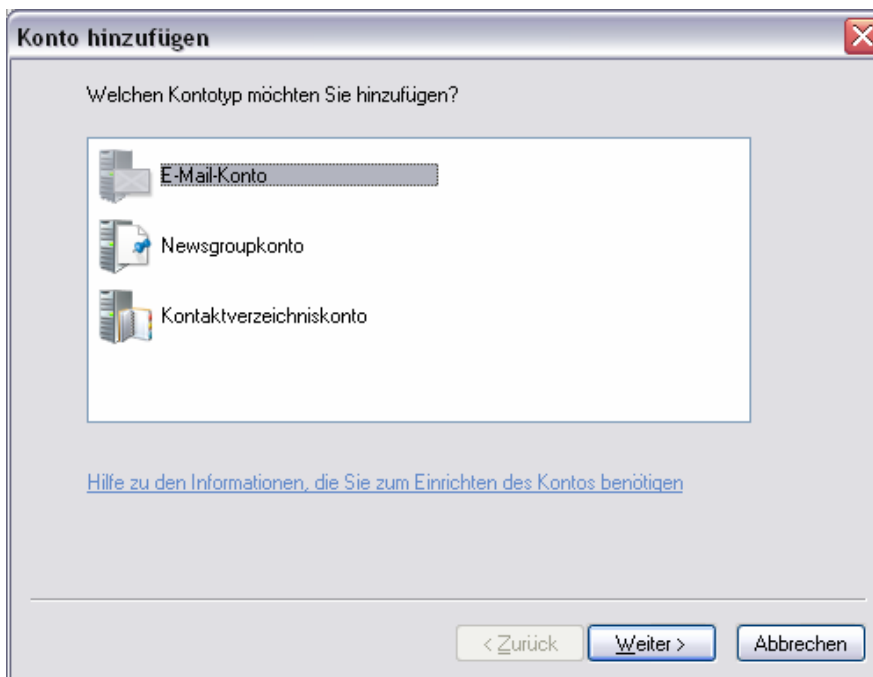 Konto hinzufügen
Welchen Kontotyp möchten Sie hinzufügen?
E-Mail-Konto
Newsgroupkonto
Kontaktverzeichniskonto
Hilfe zu den Informationen, die Sie zum Einrichten des Kontos benötigen
< Zurück Weiter > Abbrechen